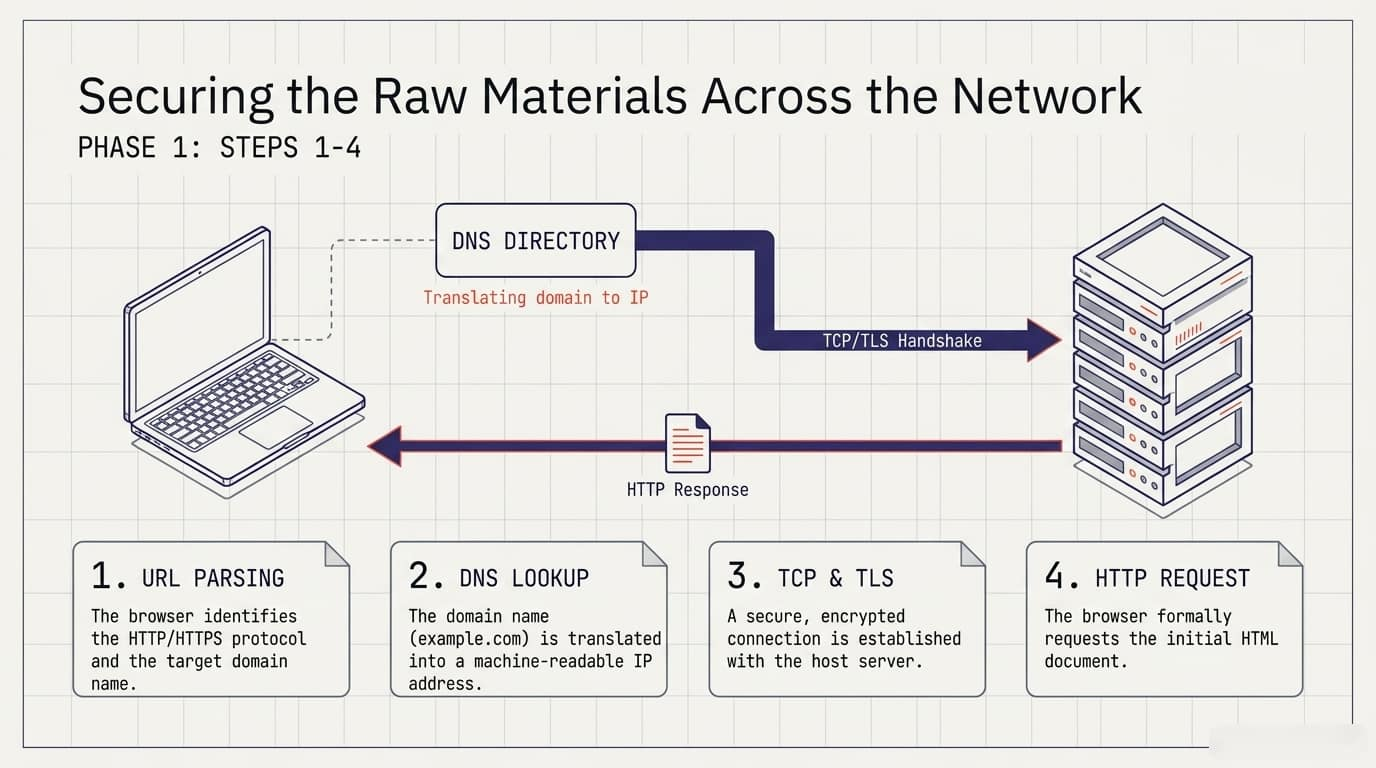 Securing the Raw Materials Across the Network
PHASE 1: STEPS 1-4
DNS DIRECTORY
Translating domain to IP
TCP/TLS Handshake
HTTP Response
1. URL PARSING
The browser identifies
the HTTP/HTTPS protocol
and the target domain
name.
2. DNS LOOKUP
The domain name
(example.com) is translated
into a machine-readable IP
address.
3. TCP & TLS
A secure, encrypted
connection is established
with the host server.
4. HTTP REQUEST
The browser formally
requests the initial HTML
document.